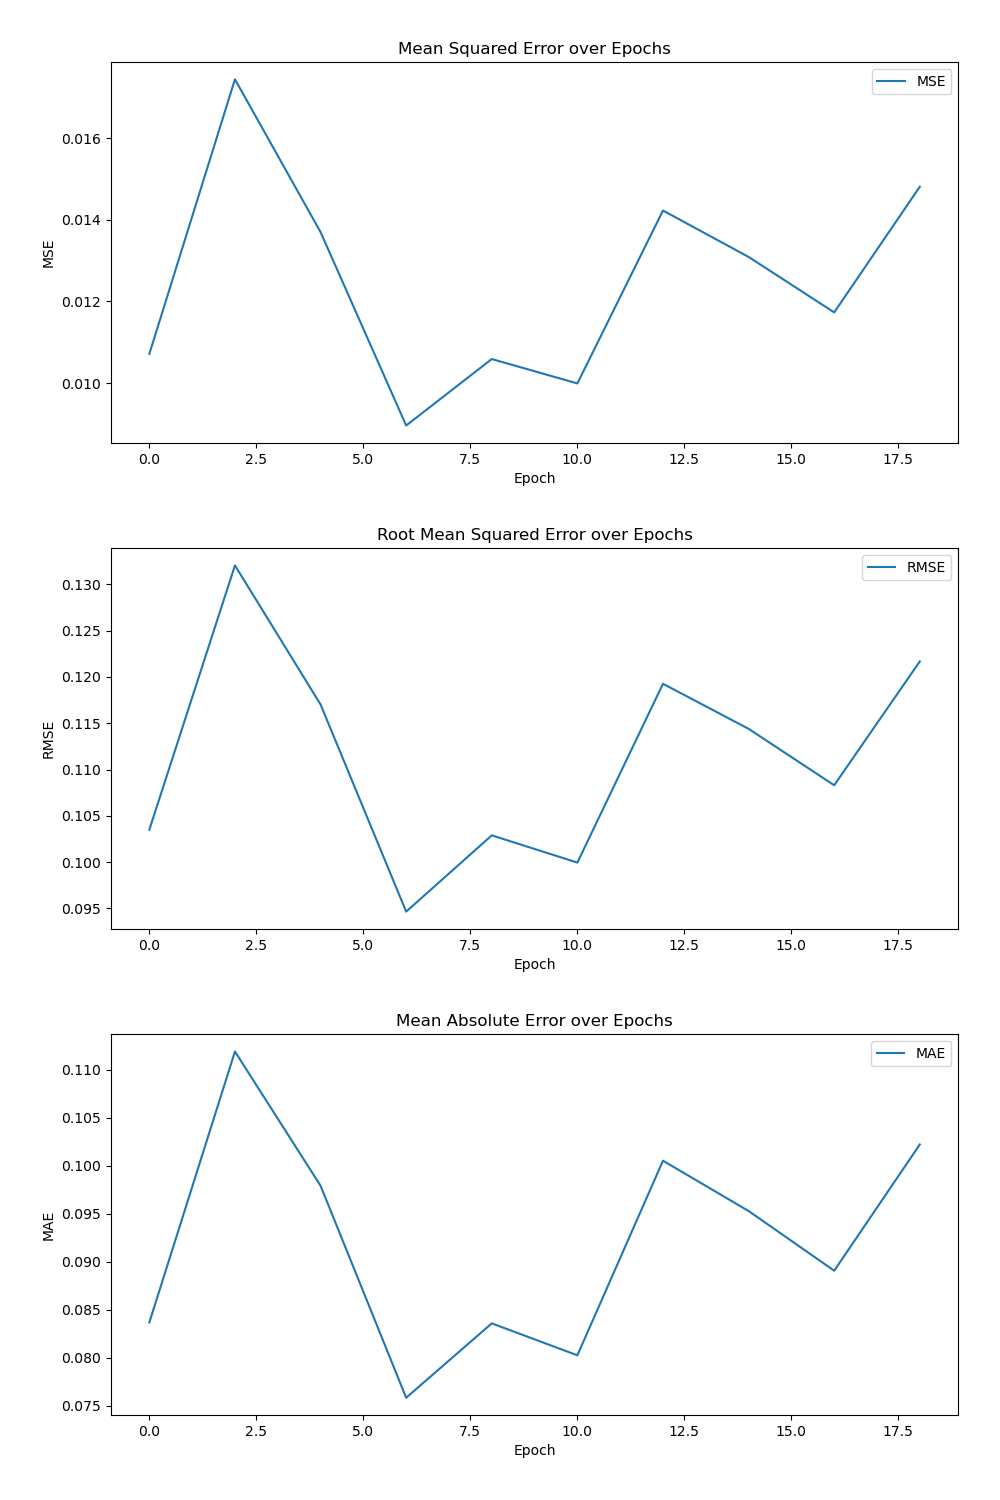 Mean Squared Error over Epochs
MSE
0.016
0.014
0.012
0.010
MSE
0.0 2.5 5.0 7.5 10.0 12.5 15.0 17.5
Epoch
Root Mean Squared Error over Epochs
RMSE
0.130
0.125
0.120
0.115
0.110
0.105
0.100
0.095
RMSE
0.0 2.5 5.0 7.5 10.0 12.5 15.0 17.5
Epoch
Mean Absolute Error over Epochs
MAE
0.110
0.105
0.100
0.095
0.090
0.085
0.080
0.075
MAE
0.0 2.5 5.0 7.5 10.0 12.5 15.0 17.5
Epoch